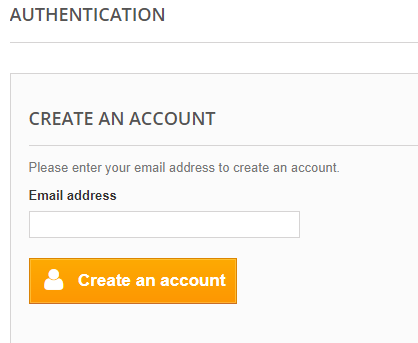 AUTHENTICATION
CREATE AN ACCOUNT
Please enter your email address to create an account.
Email address
Create an account